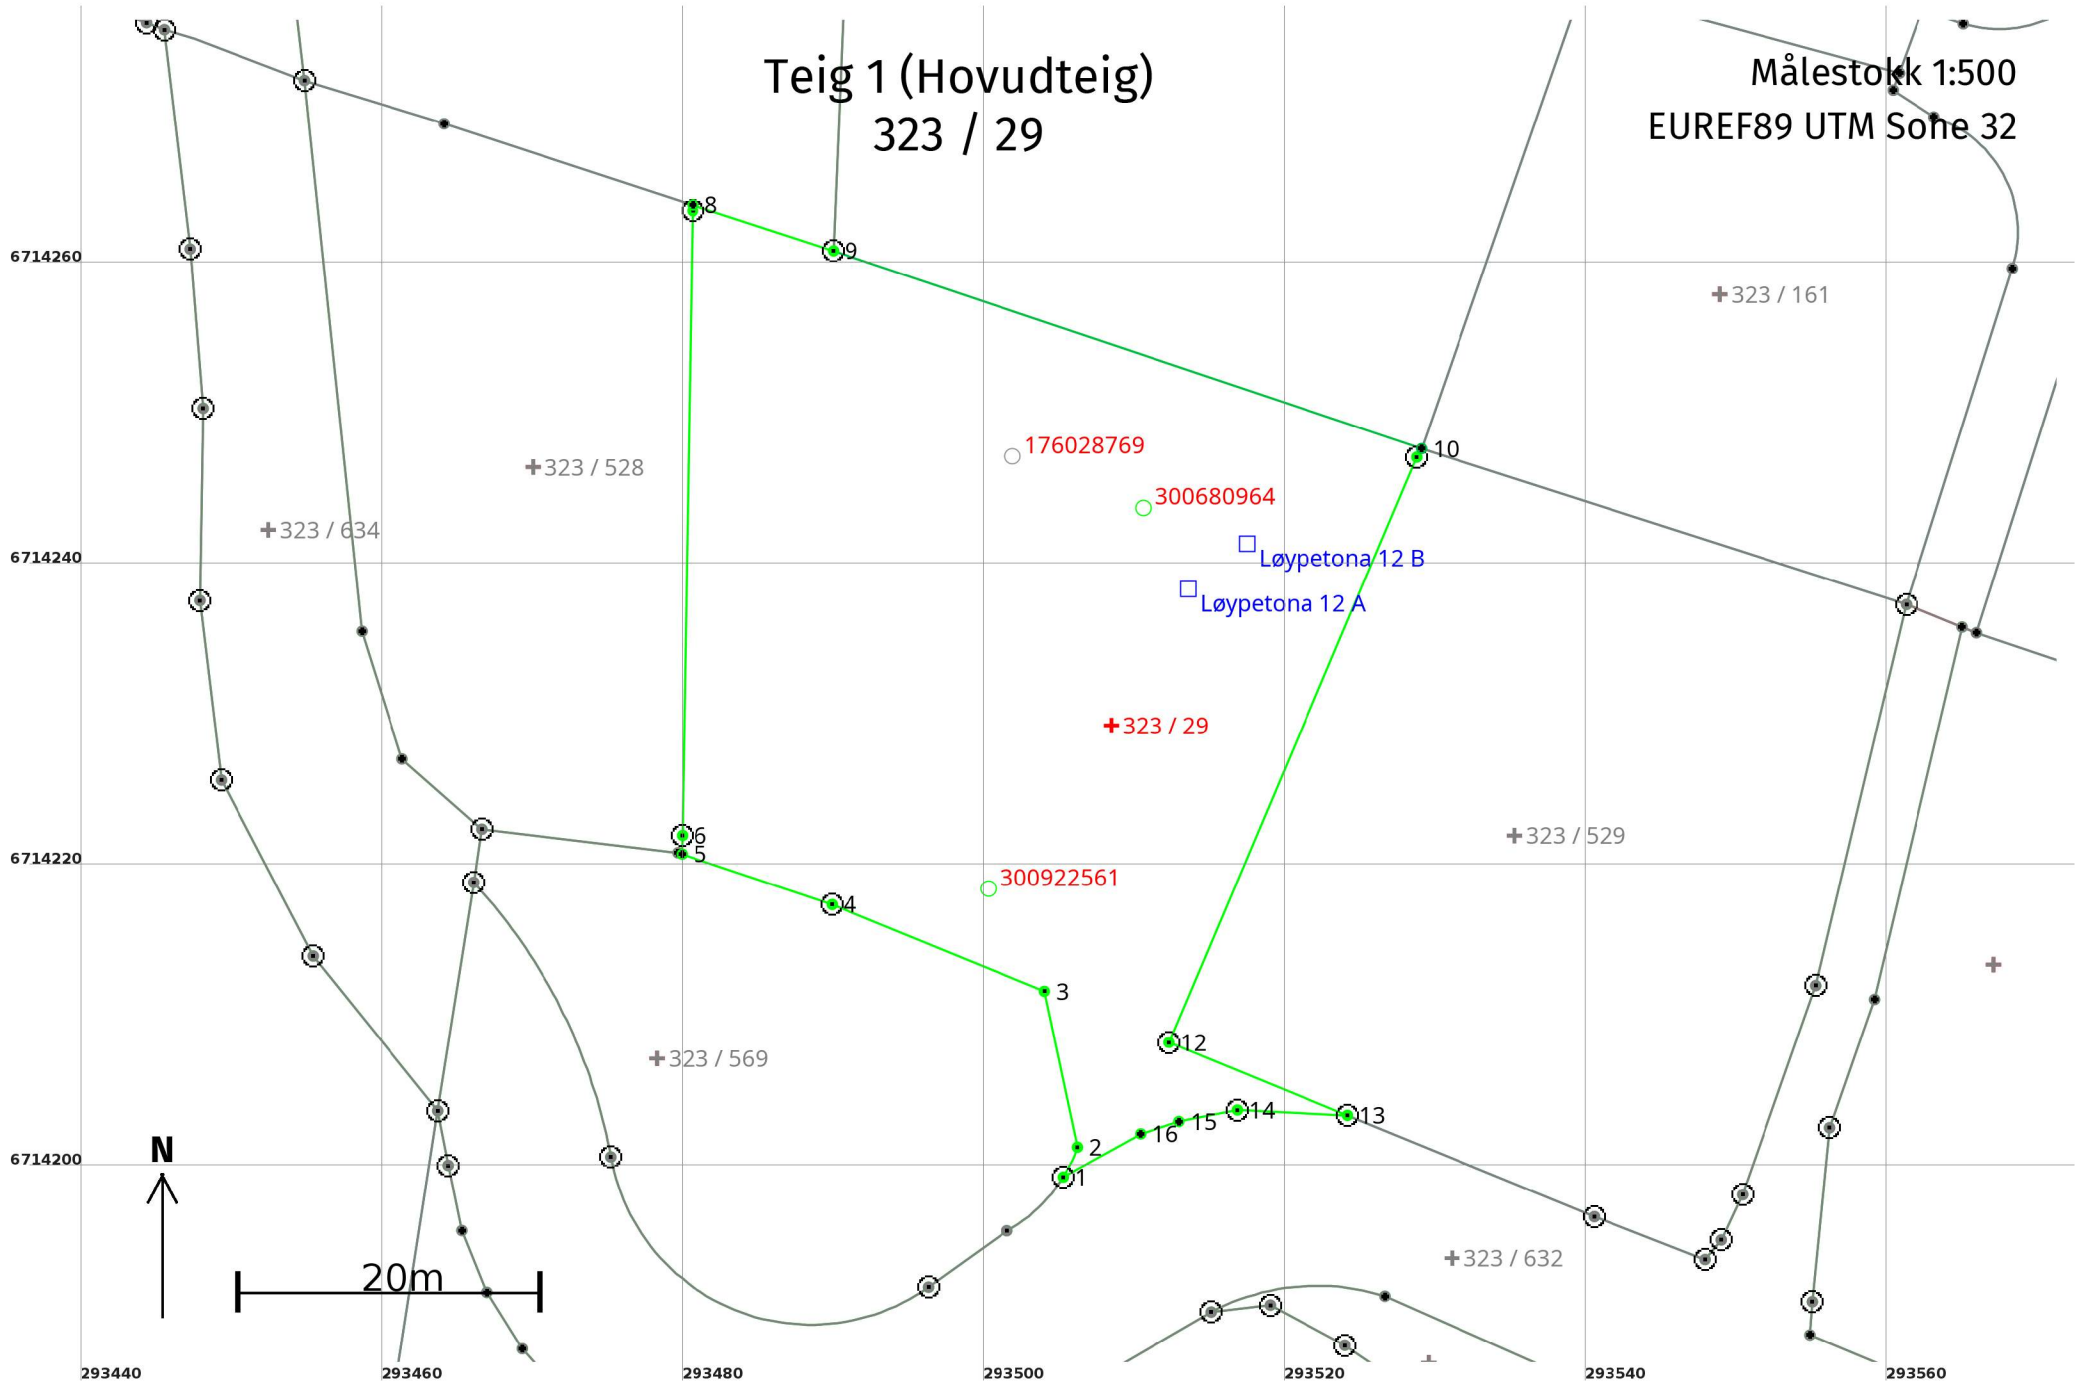 Teig 1 (Hovudteig)
323 / 29
Målestokk 1:500
EUREF89 UTM Sone 32
8
9
6714260
323 / 161
10
176028769
323 / 528
300680964
323 / 634
Løypetona 12 B
6714240
Løypetona 12 A
323 / 29
6
323 / 529
5
6714220
300922561
4
3
12
323 / 569
14
13
15
16
2
N
6714200
1
323 / 632
20m
293440
293460
293480
293500
293520
293540
293560